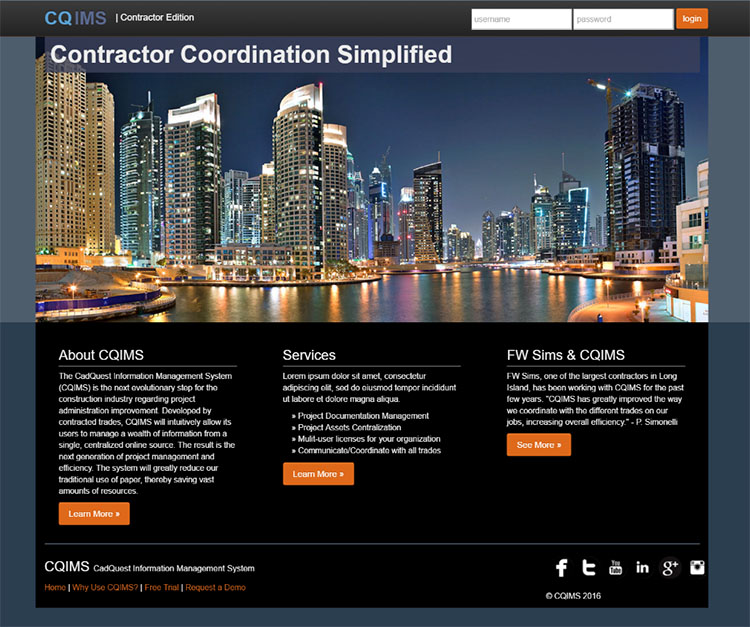 CQIMS | Contractor Edition username password login
Contractor Coordination Simplified
About CQIMS
The CadQuest Information Management System
(CQIMS) is the next evolutionary step for the
construction industry regarding project
administration improvement. Developed by
contracted trades, CQIMS will intuitively allow its
users to manage a wealth of information from a
single, centralized online source. The result is the
next generation of project management and
efficiency. The system will greatly reduce our
traditional use of paper, thereby saving vast
amounts of resources.
Learn More »
Services
Lorem ipsum dolor sit amet, consectetur
adipiscing elit, sed do eiusmod tempor incididunt
ut labore et dolore magna aliqua.
» Project Documentation Management
» Project Assets Centralization
» Mulit-user licenses for your organization
» Communicate/Coordinate with all trades
Learn More »
FW Sims & CQIMS
FW Sims, one of the largest contractors in Long
Island, has been working with CQIMS for the past
few years. "CQIMS has greatly improved the way
we coordinate with the different trades on our
jobs, increasing overall efficiency." - P. Simonelli
See More »
CQIMS CadQuest Information Management System
Home | Why Use CQIMS? | Free Trial | Request a Demo
f t You Tube in g+
© CQIMS 2016